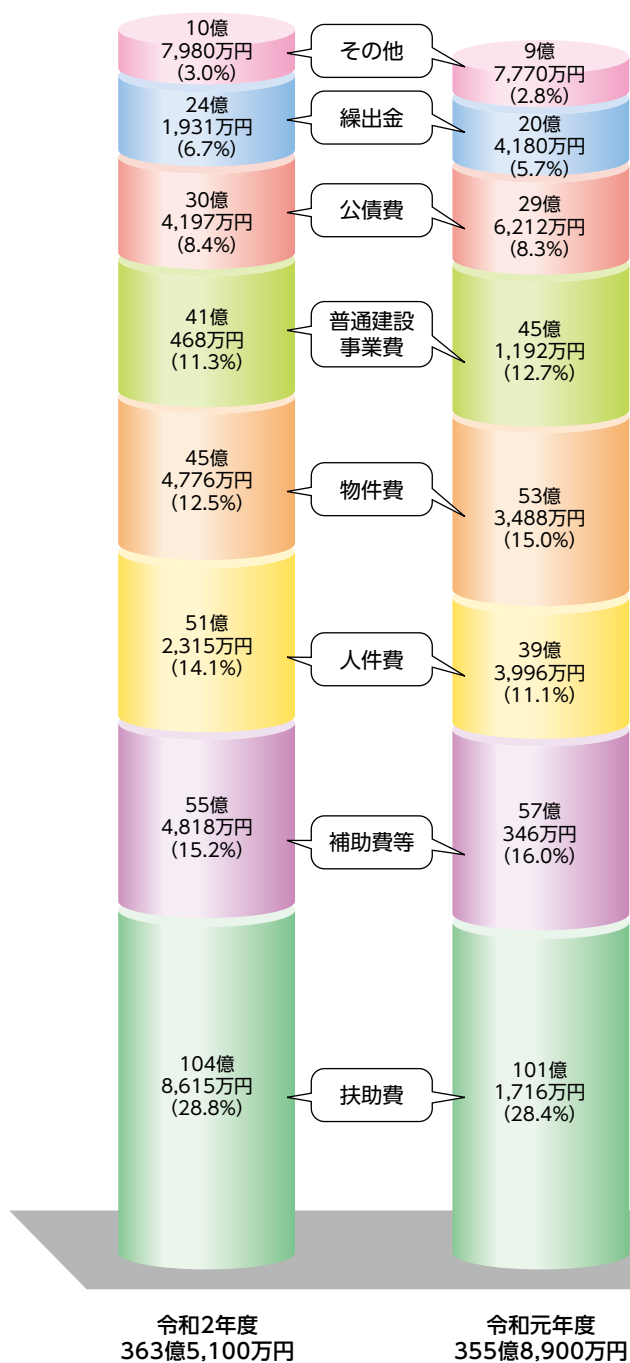 10億
7,980万円
(3.0%)
その他
9億
7,770万円
(2.8%)
24億
1,931万円
(6.7%)
繰出金
20億
4,180万円
(5.7%)
30億
4,197万円
(8.4%)
公債費
29億
6,212万円
(8.3%)
41億
468万円
(11.3%)
普通建設
事業費
45億
1,192万円
(12.7%)
45億
4,776万円
(12.5%)
物件費
53億
3,488万円
(15.0%)
51億
2,315万円
(14.1%)
人件費
39億
3,996万円
(11.1%)
55億
4,818万円
(15.2%)
補助費等
57億
346万円
(16.0%)
104億
8,615万円
(28.8%)
扶助費
101億
1,716万円
(28.4%)
令和2年度
363億5,100万円
令和元年度
355億8,900万円